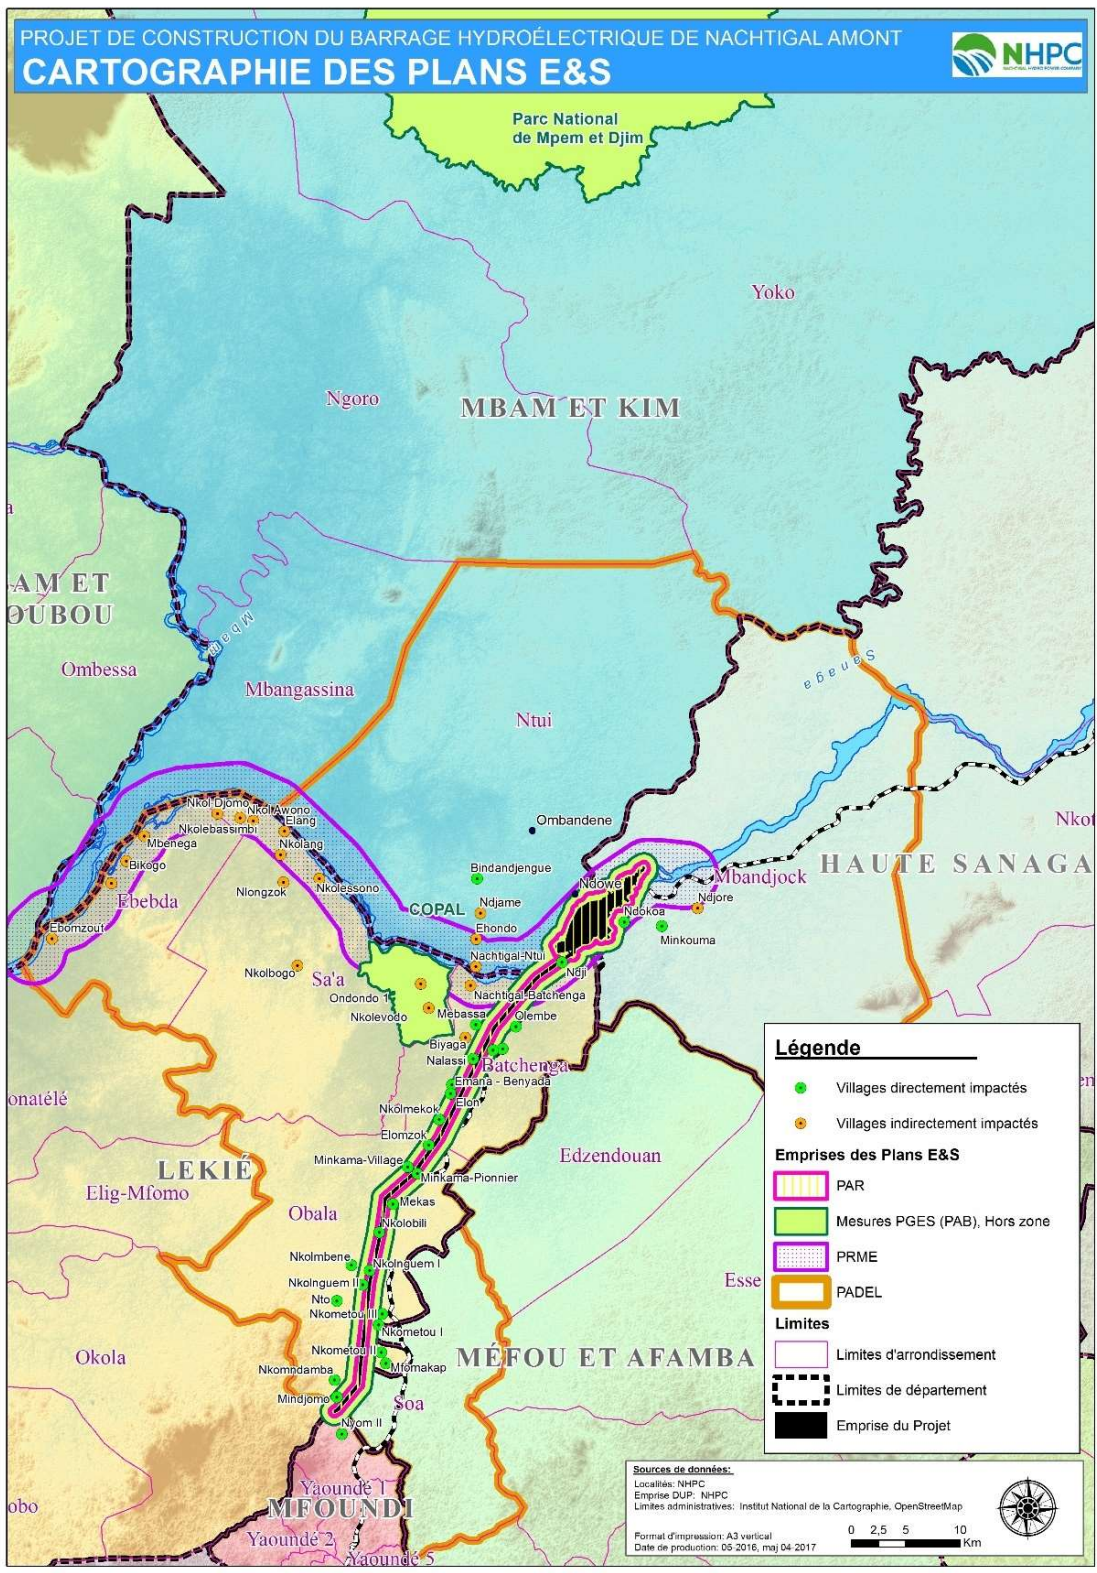 PROJET DE CONSTRUCTION DU BARRAGE HYDROÉLECTRIQUE DE NACHTIGAL AMONT
CARTOGRAPHIE DES PLANS E&S
NHPC
NACHTIGAL HYDRO POWER COMPANY
Parc National
de Mpem et Djim
Yoko
Ngoro
MBAM ET KIM
AM ET
OUBOU
Mbam
Ombessa
Sanaga
Mbangassina
Ntui
Nkol Djomo
Nkol Awono
Elang
Nkolebassimbi
Mbenega
Nkolang
Bikogo
Nlongzok
Nkolessono
Ebebda
Ebomzout
Ombandene
Nkot
HAUTE SANAGA
Bindandjengue
Mbandjock
Ndowe
COPAL
Ndjame
Ndjore
Ndokoa
Ehondo
Minkouma
Nachtigal-Ntui
Ndji
Nkolbogo
Sa'a
Ondondo 1
Nachtigal-Batchenga
Nkolevodo
Mebassa
Olembe
Biyaga
Nalassi
Batchenga
Emana - Benyada
Elon
onatélé
Nkolmekok
Elomzok
Edzendouan
Minkama-Village
LEKIÉ
Minkama-Pionnier
Elig-Mfomo
Mekas
Obala
Nkolobili
Nkolmbene
Nkolnguem I
Nkolnguem II
Esse
Nto
Nkometou III
Nkometou I
Nkometou II
Okola
Mfomakap
MÉFOU ET AFAMBA
Nkomndamba
Mindjomo
Soa
Nyom II
Yaoundé 1
MFOUNDI
obo
Yaoundé 2
Yaoundé 5
en
Légende
Villages directement impactés
Villages indirectement impactés
Emprises des Plans E&S
PAR
Mesures PGES (PAB), Hors zone
PRME
PADEL
Limites
Limites d'arrondissement
Limites de département
Emprise du Projet
Sources de données:
Localités: NHPC
Emprise DUP: NHPC
Limites administratives: Institut National de la Cartographie, OpenStreetMap
Format d'impression: A3 vertical
Date de production: 05-2016, maj 04-2017
0 2,5 5 10
Km